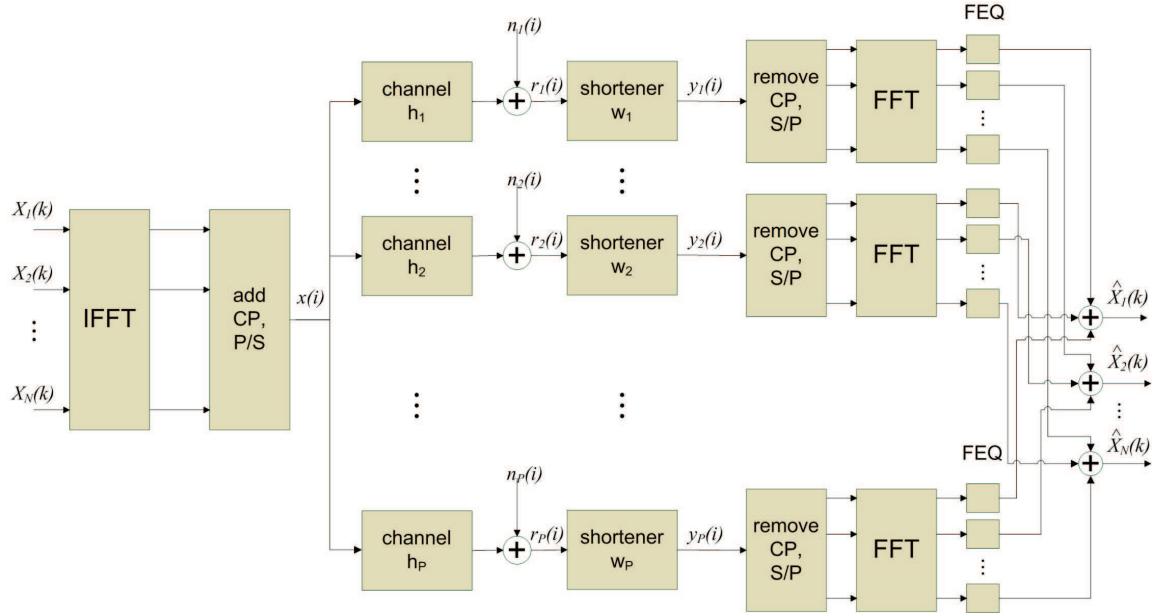 FEQ
n1(i)
channel
h1
r1(i)
shortener
w1
y1(i)
remove
CP,
S/P
FFT
n2(i)
channel
h2
r2(i)
shortener
w2
y2(i)
remove
CP,
S/P
FFT
X1(k)
X2(k)
XN(k)
IFFT
add
CP,
P/S
x(i)
X̂1(k)
X̂2(k)
X̂N(k)
FEQ
nP(i)
channel
hP
rP(i)
shortener
wP
yP(i)
remove
CP,
S/P
FFT